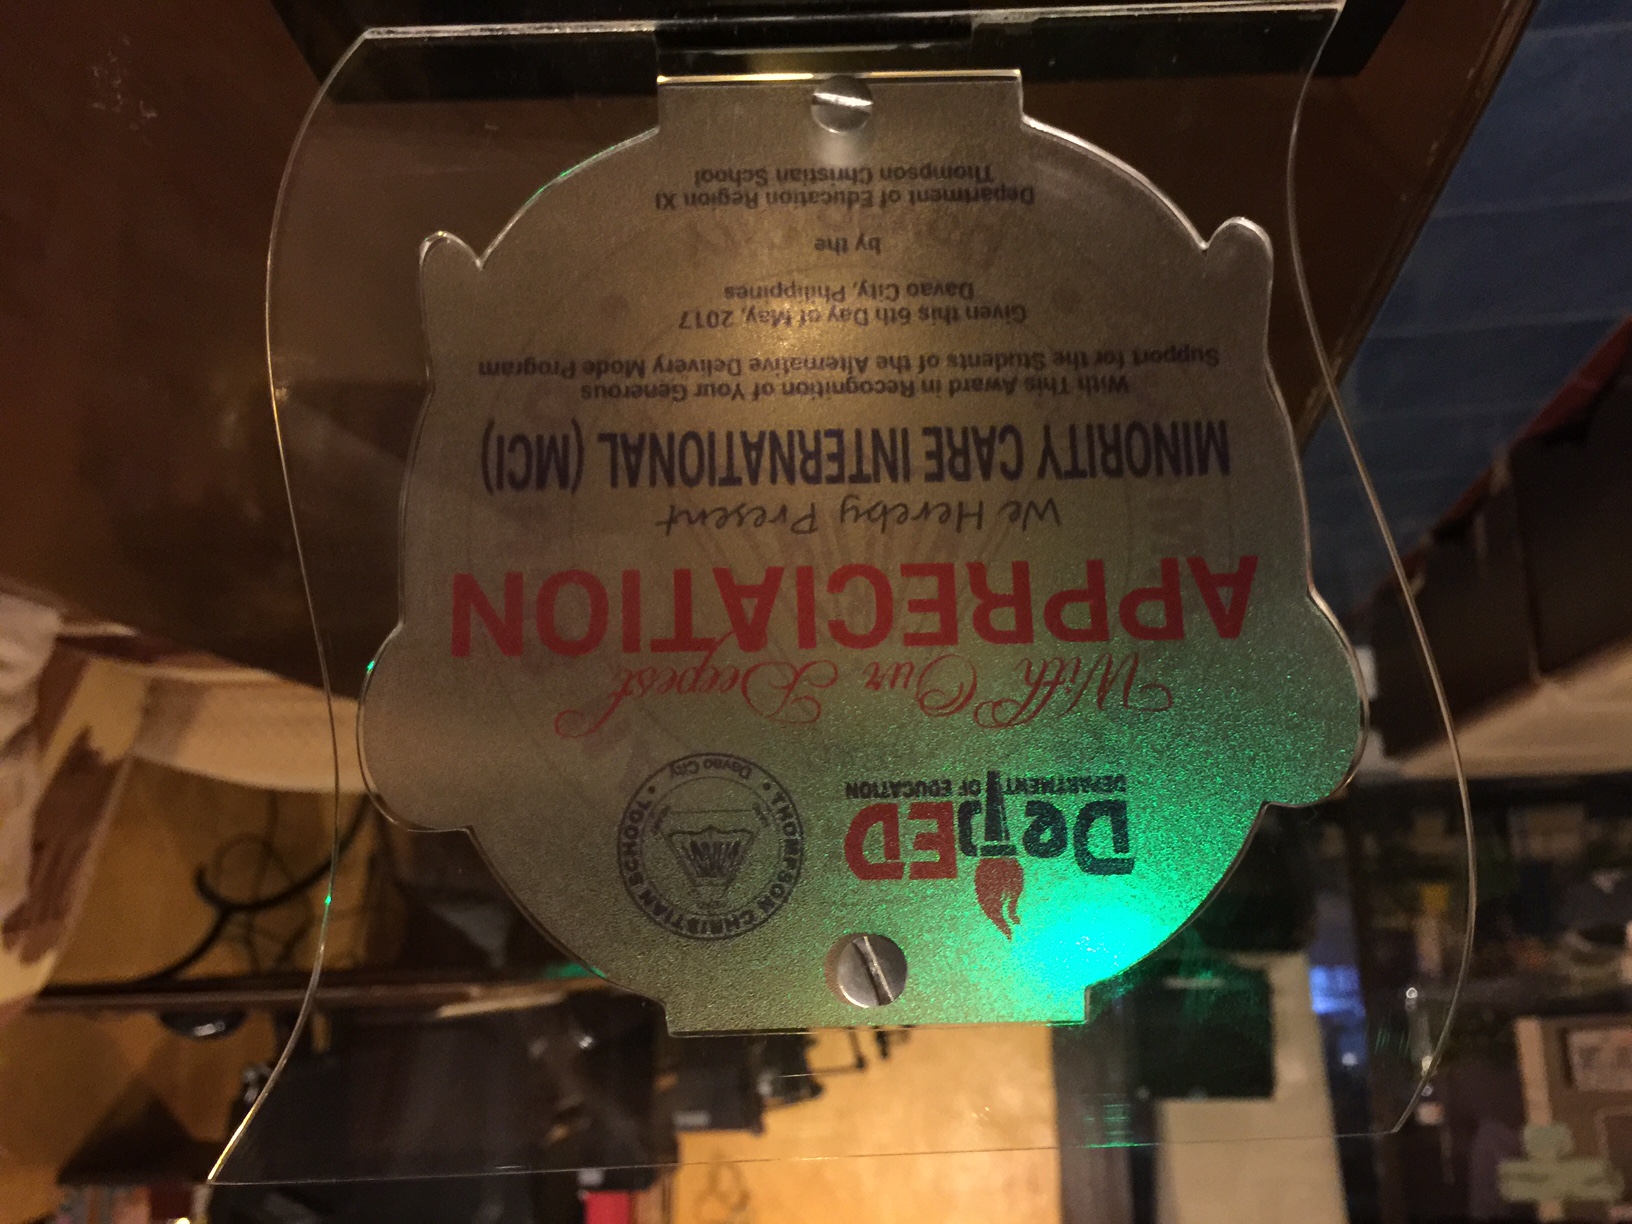 DepED
DEPARTMENT OF EDUCATION
THOMPSON CHRISTIAN SCHOOL
Davao City
With Our Deepest
APPRECIATION
We Hereby Present
MINORITY CARE INTERNATIONAL (MCI)
With This Award in Recognition of Your Generous
Support for the Students of the Alternative Delivery Mode Program
Given this 6th Day of May, 2017
Davao City, Philippines
by the
Department of Education Region XI
Thompson Christian School